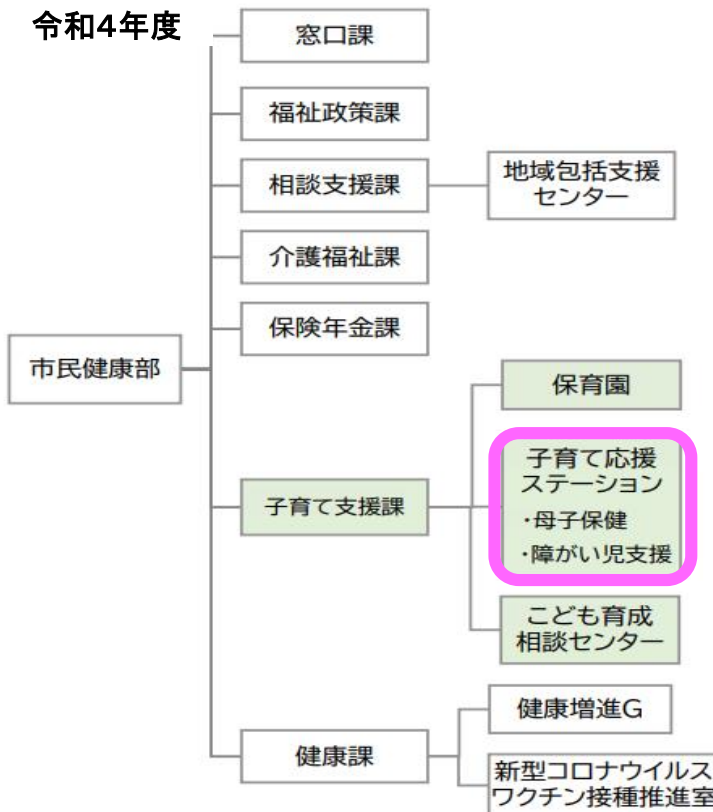 令和4年度
窓口課
福祉政策課
相談支援課
地域包括支援
センター
介護福祉課
保険年金課
市民健康部
保育園
子育て応援
ステーション
・母子保健
・障がい児支援
子育て支援課
こども育成
相談センター
健康増進G
健康課
新型コロナウイルス
ワクチン接種推進室